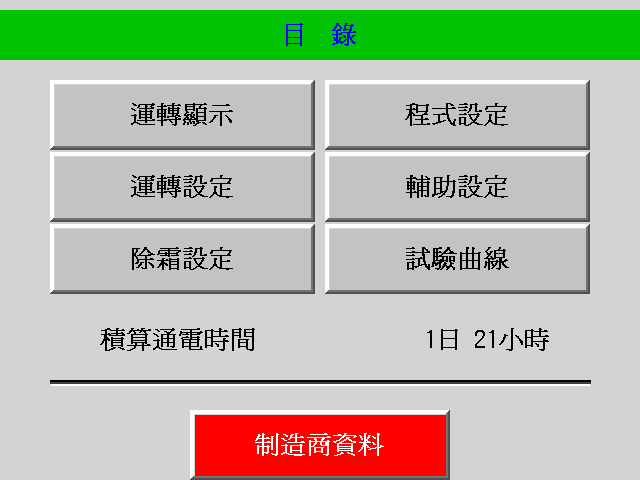 目 錄
運轉顯示 程式設定
運轉設定 輔助設定
除霜設定 試驗曲線
積算通電時間 1日 21小時
制造商資料